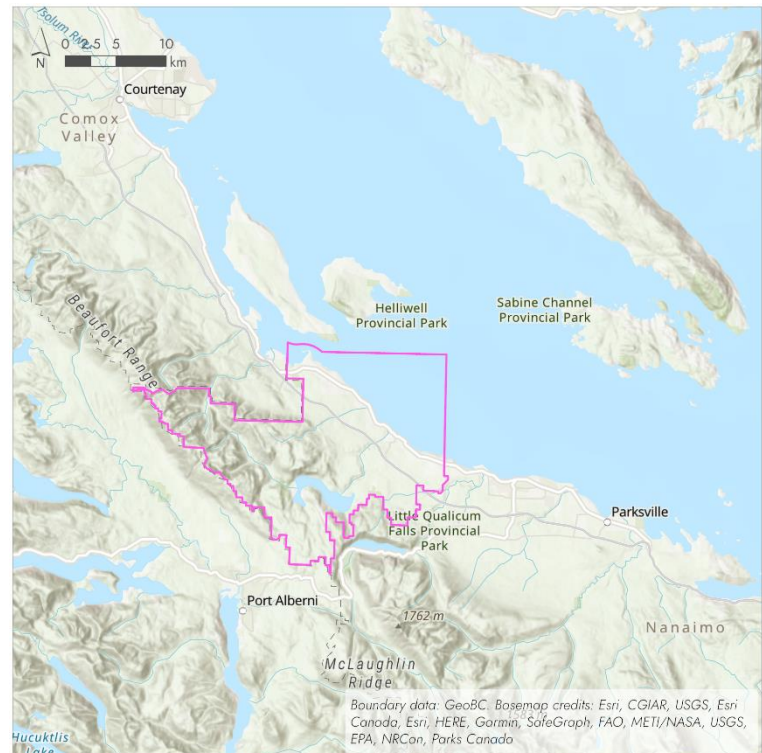 Tsolum River
N
0 2.5 5 10
km
Courtenay
Comox
Valley
Beaufort Range
Helliwell
Provincial Park
Sabine Channel
Provincial Park
Little Qualicum
Falls Provincial
Park
Parksville
Port Alberni
1762 m
Nanaimo
McLaughlin
Ridge
Hucuktlis
Lake
Boundary data: GeoBC. Basemap credits: Esri, CGIAR, USGS, Esri
Canada, Esri, HERE, Garmin, SafeGraph, FAO, METI/NASA, USGS,
EPA, NRCan, Parks Canada